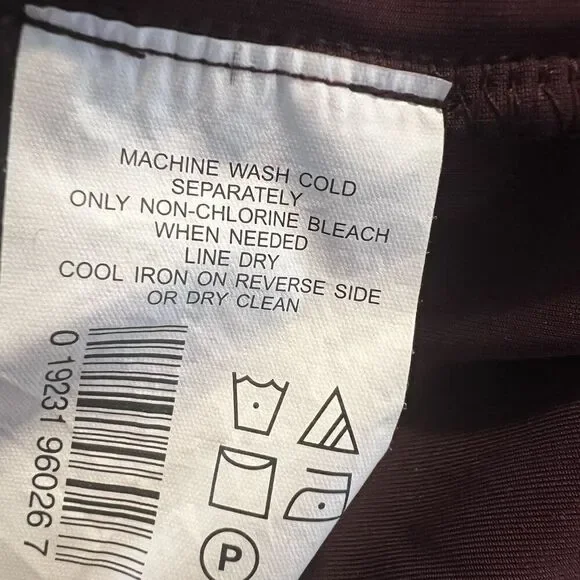 MACHINE WASH COLD
SEPARATELY
ONLY NON-CHLORINE BLEACH
WHEN NEEDED
LINE DRY
COOL IRON ON REVERSE SIDE
OR DRY CLEAN
0 19231 96026 7
P